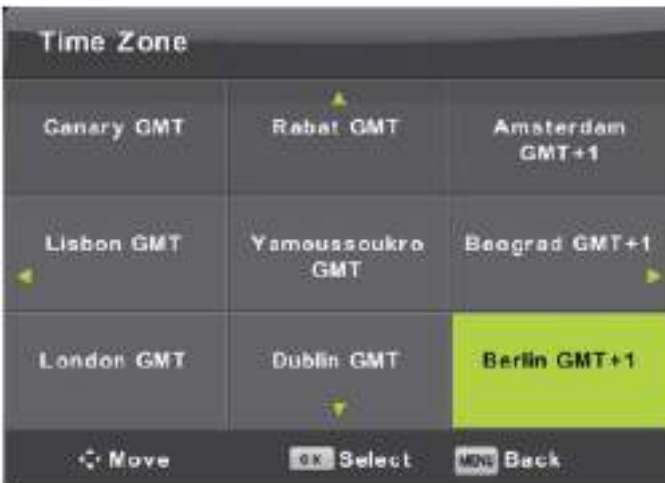 Time Zone
Canary GMT
Rabat GMT
Amsterdam
GMT+1
Lisbon GMT
Yamoussoukro
GMT
Beograd GMT+1
London GMT
Dublin GMT
Berlin GMT+1
Move
OK Select
MENU Back